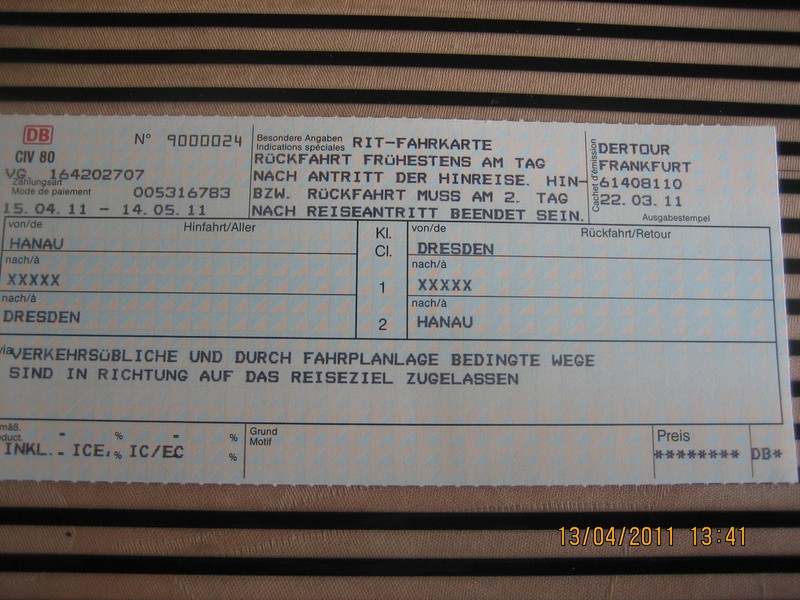 DB
CIV 80
N° 9000024
VG 164202707
Zahlungsart
Mode de paiement 005316783
15.04.11 - 14.05.11
Besondere Angaben
Indications spéciales RIT-FAHRKARTE
RÜCKFAHRT FRÜHESTENS AM TAG
NACH ANTRITT DER HINREISE. HIN-
BZW. RÜCKFAHRT MUSS AM 2. TAG
NACH REISEANTRITT BEENDET SEIN.
Cachet d'émission
DERTOUR
FRANKFURT
61408110
22.03.11
Ausgabestempel
von/de Hinfahrt/Aller
HANAU
nach/à
XXXXX
nach/à
DRESDEN
Kl.
Cl.
1
2
von/de Rückfahrt/Retour
DRESDEN
nach/à
XXXXX
nach/à
HANAU
via VERKEHRSÜBLICHE UND DURCH FAHRPLANLAGE BEDINGTE WEGE
SIND IN RICHTUNG AUF DAS REISEZIEL ZUGELASSEN
mäß. - % - %
duct.
INKL. - ICE, % IC/EC %
Grund
Motif
Preis
******** DB*
13/04/2011 13:41